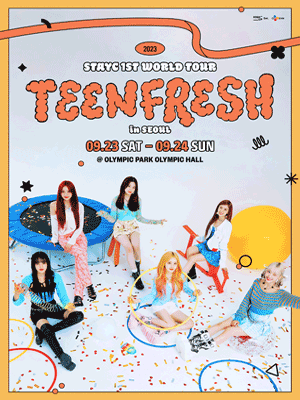 2023
STAYC 1ST WORLD TOUR
TEENFRESH
in SEOUL
09.23 SAT – 09.24 SUN
@ OLYMPIC PARK OLYMPIC HALL